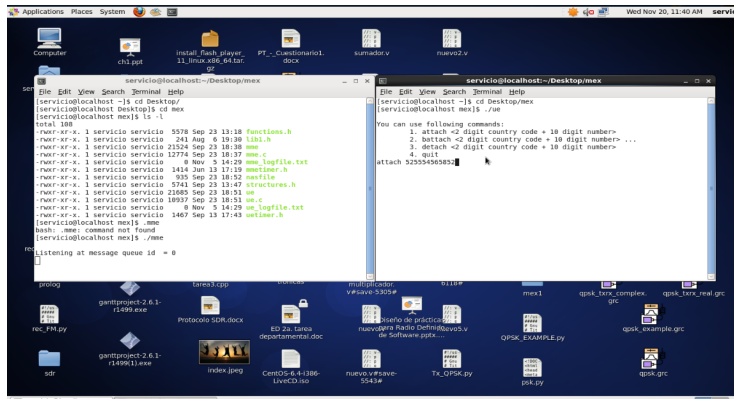 Applications Places System
Wed Nov 20, 11:40 AM servic
Computer
ch1.ppt
install_flash_player_
11_linux.x86_64.tar.
gz
PT_-_Cuestionario1.
docx
sumador.v
nuevo2.v
servicio@localhost:~/Desktop/mex
File Edit View Search Terminal Help
[servicio@localhost ~]$ cd Desktop/
[servicio@localhost Desktop]$ cd mex
[servicio@localhost mex]$ ls -l
total 108
-rwxr-xr-x. 1 servicio servicio 5578 Sep 23 13:18 functions.h
-rwxr-xr-x. 1 servicio servicio 241 Aug 6 19:30 lib1.h
-rwxr-xr-x. 1 servicio servicio 21524 Sep 23 18:38 mme
-rwxr-xr-x. 1 servicio servicio 12774 Sep 23 18:37 mme.c
-rwxr-xr-x. 1 servicio servicio 0 Nov 5 14:29 mme_logfile.txt
-rwxr-xr-x. 1 servicio servicio 1414 Jun 13 17:19 mmetimer.h
-rwxr-xr-x. 1 servicio servicio 935 Sep 23 18:52 nasfile
-rwxr-xr-x. 1 servicio servicio 5741 Sep 23 13:47 structures.h
-rwxr-xr-x. 1 servicio servicio 21685 Sep 23 18:51 ue
-rwxr-xr-x. 1 servicio servicio 10937 Sep 23 18:51 ue.c
-rwxr-xr-x. 1 servicio servicio 0 Nov 5 14:29 ue_logfile.txt
-rwxr-xr-x. 1 servicio servicio 1467 Sep 13 17:43 uetimer.h
[servicio@localhost mex]$ .mme
bash: .mme: command not found
[servicio@localhost mex]$ ./mme
Listening at message queue id = 0
servicio@localhost:~/Desktop/mex
File Edit View Search Terminal Help
[servicio@localhost ~]$ cd Desktop/mex
[servicio@localhost mex]$ ./ue
You can use following commands:
1. attach <2 digit country code + 10 digit number>
2. battach <2 digit country code + 10 digit number> ...
3. detach <2 digit country code + 10 digit number>
4. quit
attach 525554565852
prolog
ganttproject-2.6.1-
r1499.exe
tarea3.cpp
tronicas
multiplicador.
v#save-5305#
6118#
mex1
qpsk_txrx_complex.
grc
qpsk_txrx_real.grc
rec_FM.py
Protocolo SDR.docx
ED 2a. tarea
departamental.doc
Diseño de práctica
para Radio Definido
de Software.pptx....
QPSK_EXAMPLE.py
qpsk_example.grc
sdr
ganttproject-2.6.1-
r1499(1).exe
index.jpeg
CentOS-6.4-i386-
LiveCD.iso
nuevo.v#save-
5543#
Tx_QPSK.py
psk.py
qpsk.grc